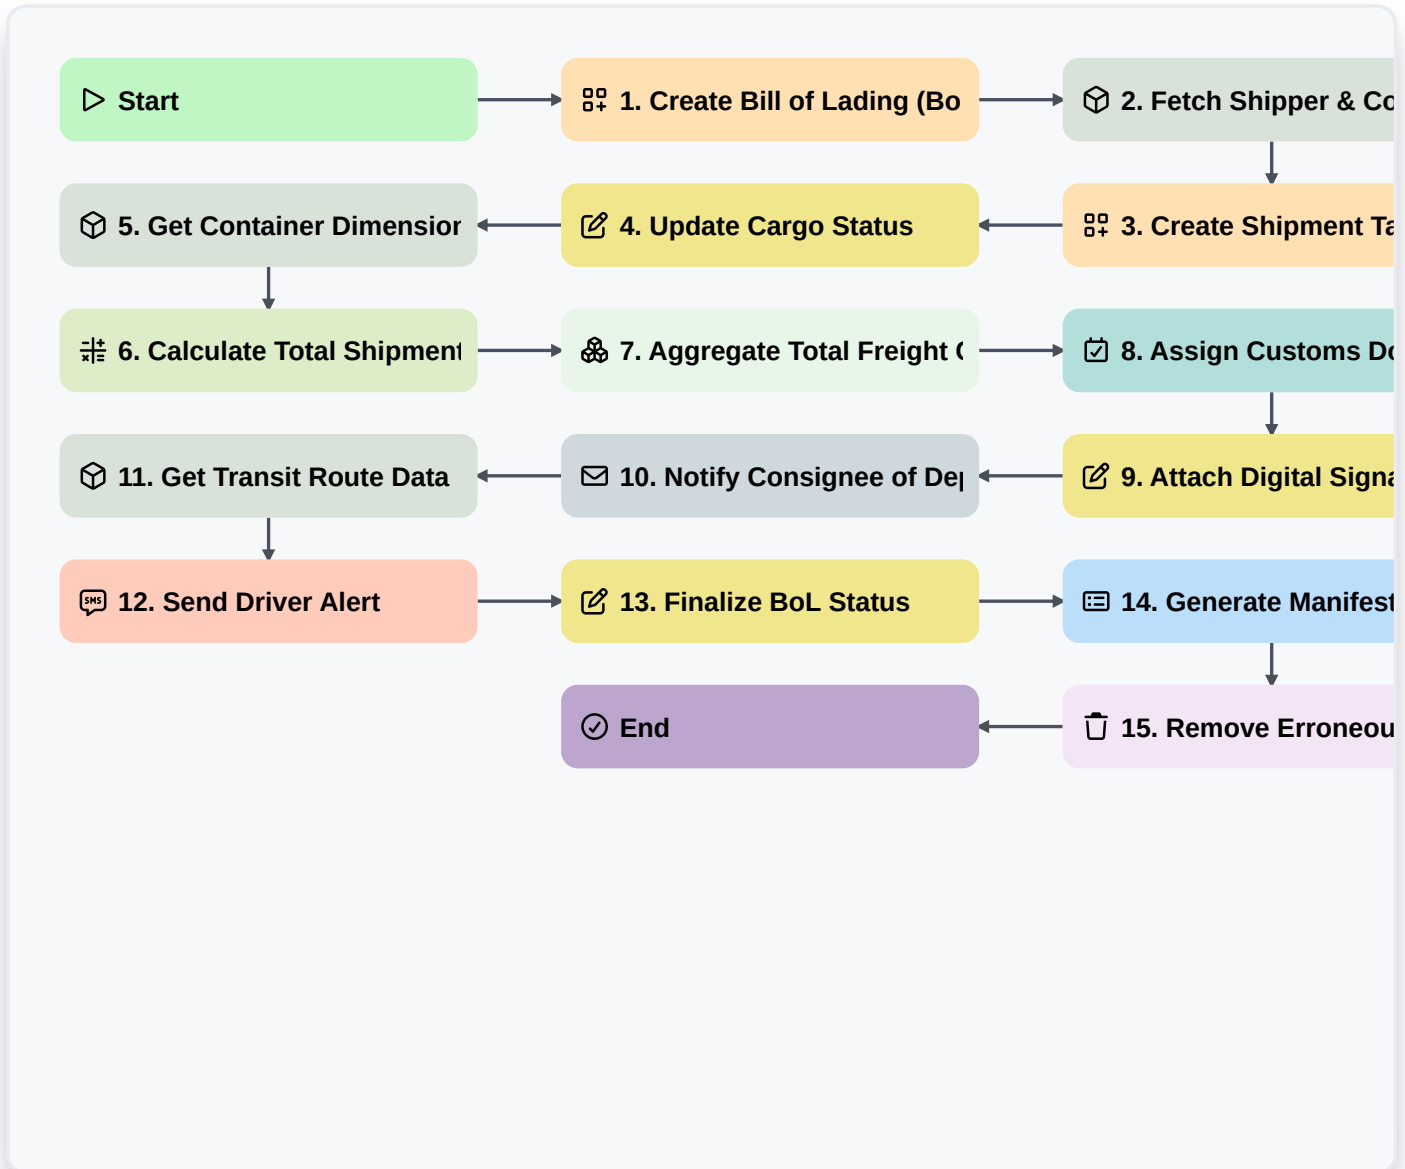 Start
1. Create Bill of Lading (Bo
2. Fetch Shipper & Co
5. Get Container Dimension
4. Update Cargo Status
3. Create Shipment Ta
6. Calculate Total Shipment
7. Aggregate Total Freight
8. Assign Customs Do
11. Get Transit Route Data
10. Notify Consignee of Dep
9. Attach Digital Signa
12. Send Driver Alert
SMS
13. Finalize BoL Status
14. Generate Manifest
End
15. Remove Erroneou